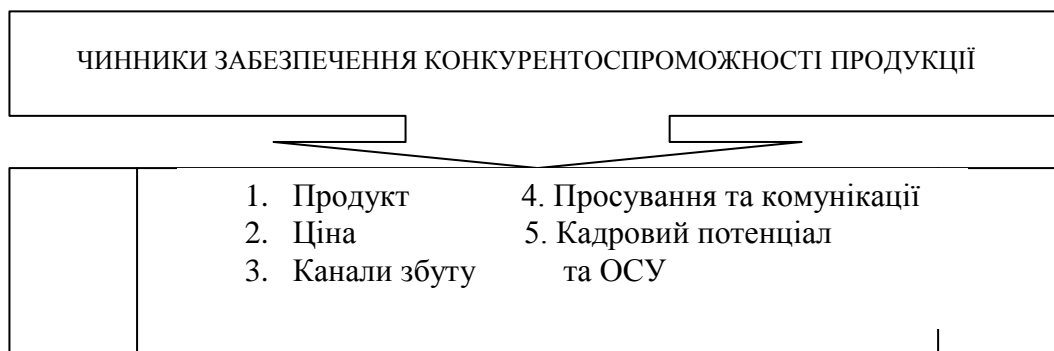 ЧИННИКИ ЗАБЕЗПЕЧЕННЯ КОНКУРЕНТОСПРОМОЖНОСТІ ПРОДУКЦІЇ
1. Продукт
2. Ціна
3. Канали збуту
4. Просування та комунікації
5. Кадровий потенціал
та ОСУ